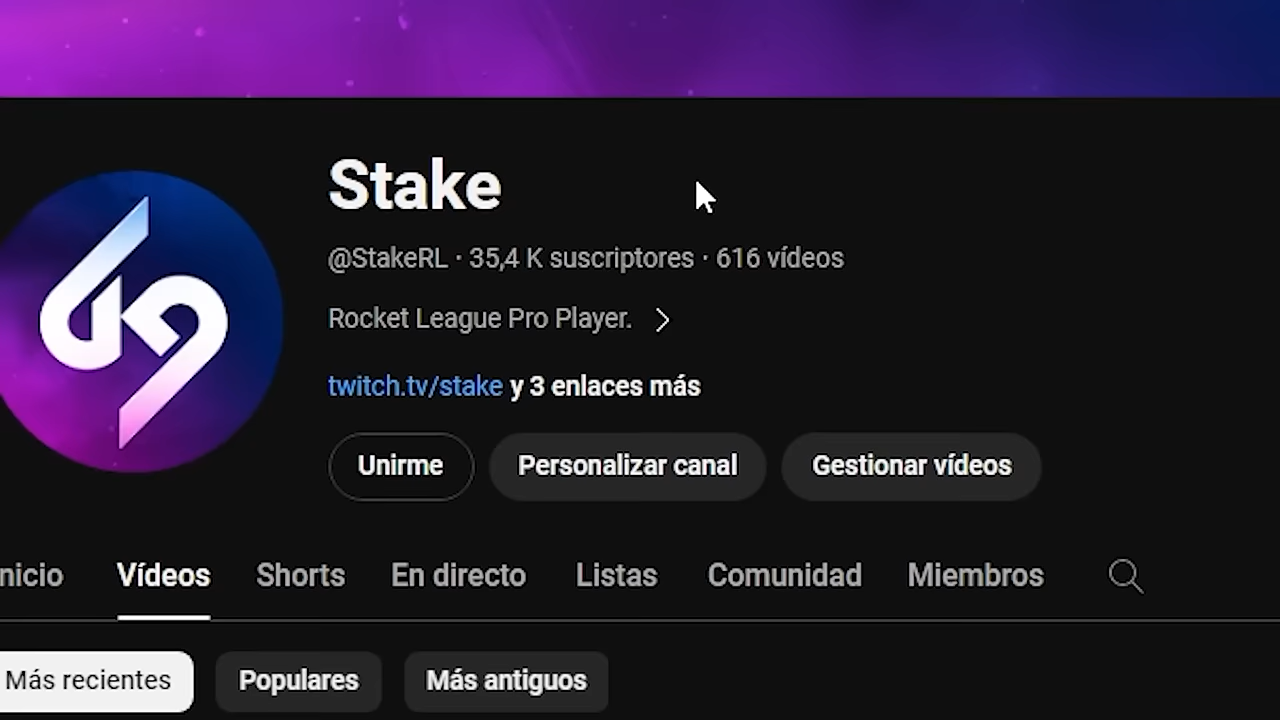 Stake
@StakeRL · 35,4 K suscriptores · 616 vídeos
Rocket League Pro Player.
twitch.tv/stake y 3 enlaces más
Unirme Personalizar canal Gestionar vídeos
nicio Vídeos Shorts En directo Listas Comunidad Miembros
Más recientes Populares Más antiguos